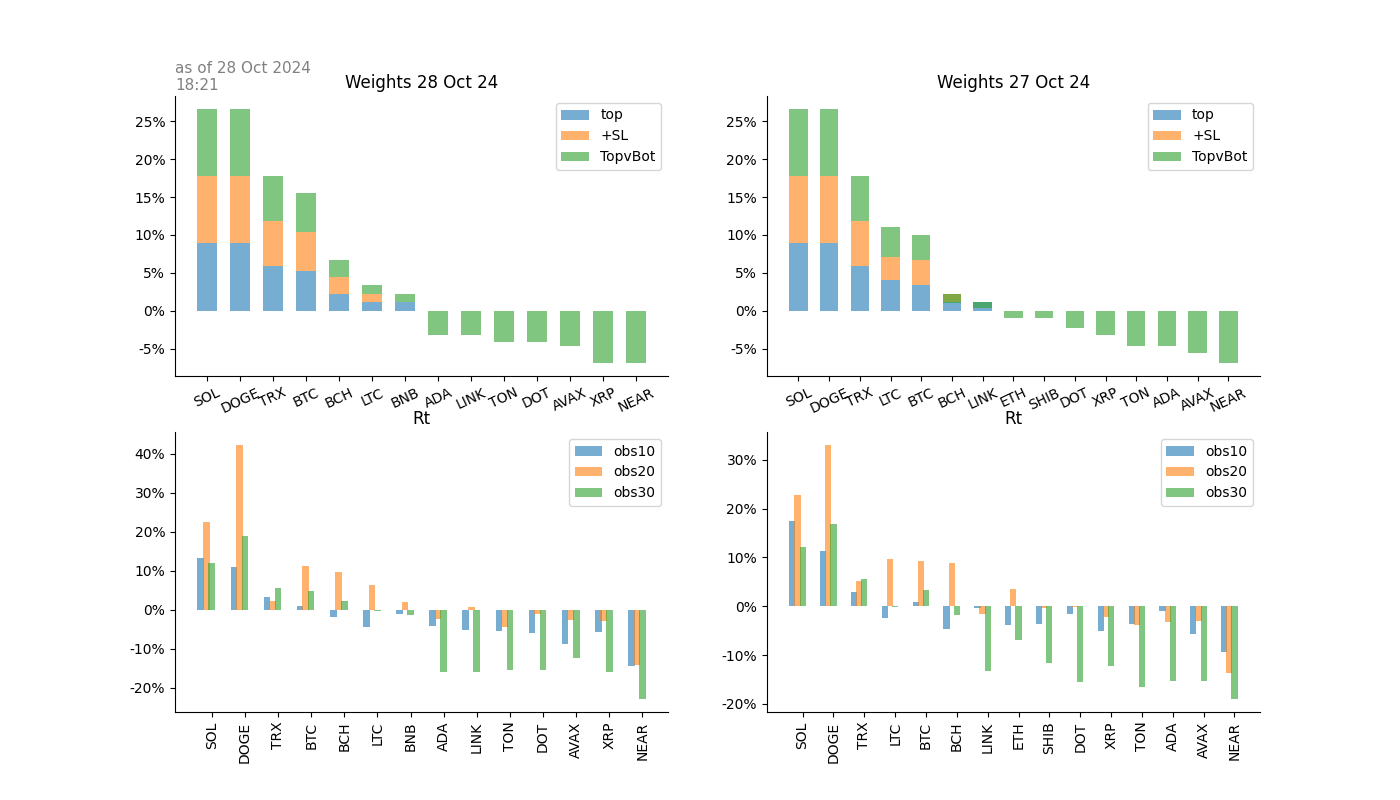 as of 28 Oct 2024
18:21
Weights 28 Oct 24
25%
20%
15%
10%
5%
0%
-5%
top
+SL
TopvBot
SOL DOGE TRX BTC BCH LTC BNB ADA LINK TON DOT AVAX XRP NEAR
Weights 27 Oct 24
25%
20%
15%
10%
5%
0%
-5%
top
+SL
TopvBot
SOL DOGE TRX LTC BTC BCH LINK ETH SHIB DOT XRP TON ADA AVAX NEAR
Rt
40%
30%
20%
10%
0%
-10%
-20%
obs10
obs20
obs30
SOL DOGE TRX BTC BCH LTC BNB ADA LINK TON DOT AVAX XRP NEAR
Rt
30%
20%
10%
0%
-10%
-20%
obs10
obs20
obs30
SOL DOGE TRX LTC BTC BCH LINK ETH SHIB DOT XRP TON ADA AVAX NEAR